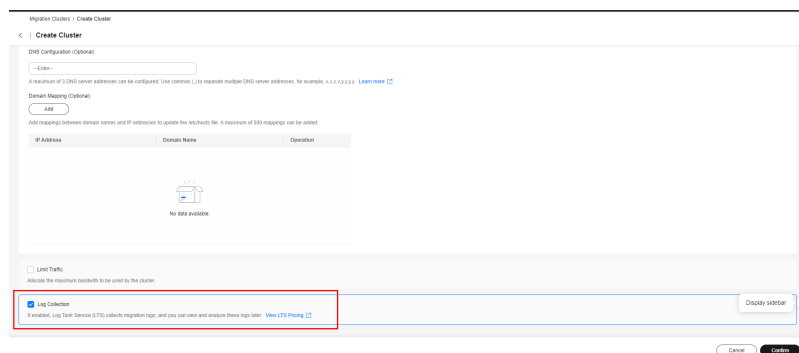 Migration Clusters / Create Cluster
< | Create Cluster
DNS Configuration (Optional)
--Enter--
A maximum of 3 DNS server addresses can be configured. Use commas (,) to separate multiple DNS server addresses, for example, x.x.x.x,y.y.y.y. Learn more
Domain Mapping (Optional)
Add
Add mappings between domain names and IP addresses to update the /etc/hosts file. A maximum of 500 mappings can be added.
IP Address Domain Name Operation
No data available.
Limit Traffic
Allocate the maximum bandwith to be used by the cluster.
Log Collection
If enabled, Log Tank Service (LTS) collects migration logs, and you can view and analyze these logs later. View LTS Pricing
Display sidebar
Cancel Confirm